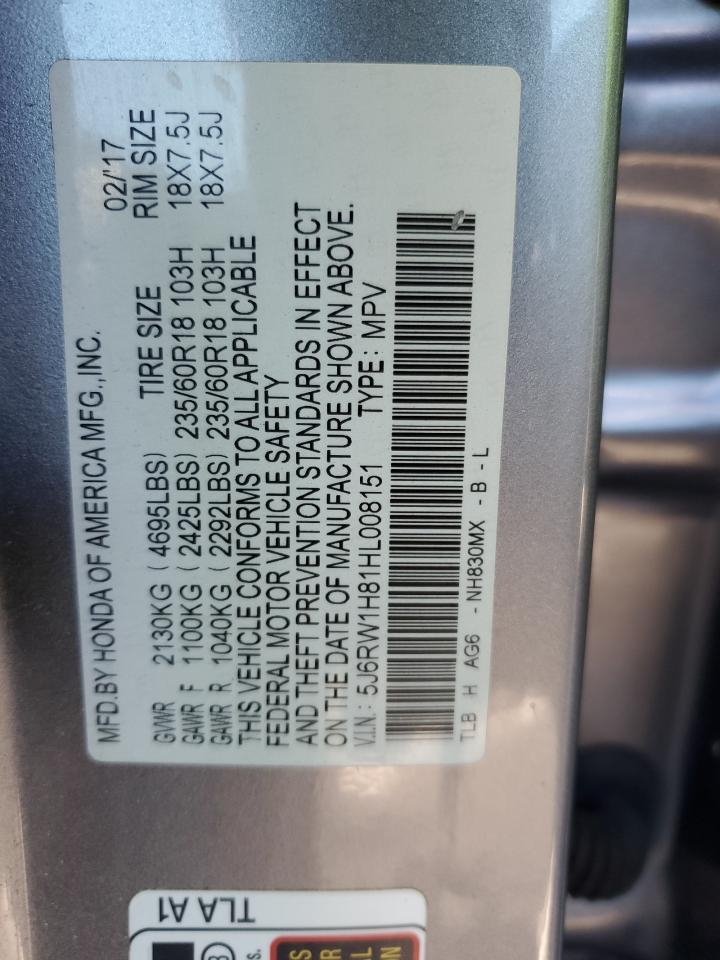 MFD.BY HONDA OF AMERICA MFG.,INC. 02/'17
GVWR 2130KG ( 4695LBS) TIRE SIZE RIM SIZE
GAWR F 1100KG ( 2425LBS) 235/60R18 103H 18X7.5J
GAWR R 1040KG ( 2292LBS) 235/60R18 103H 18X7.5J
THIS VEHICLE CONFORMS TO ALL APPLICABLE
FEDERAL MOTOR VEHICLE SAFETY
AND THEFT PREVENTION STANDARDS IN EFFECT
ON THE DATE OF MANUFACTURE SHOWN ABOVE.
V.I.N.: 5J6RW1H81HL008151 TYPE: MPV
TLB H AG6 - NH830MX - B - L
TLA A1